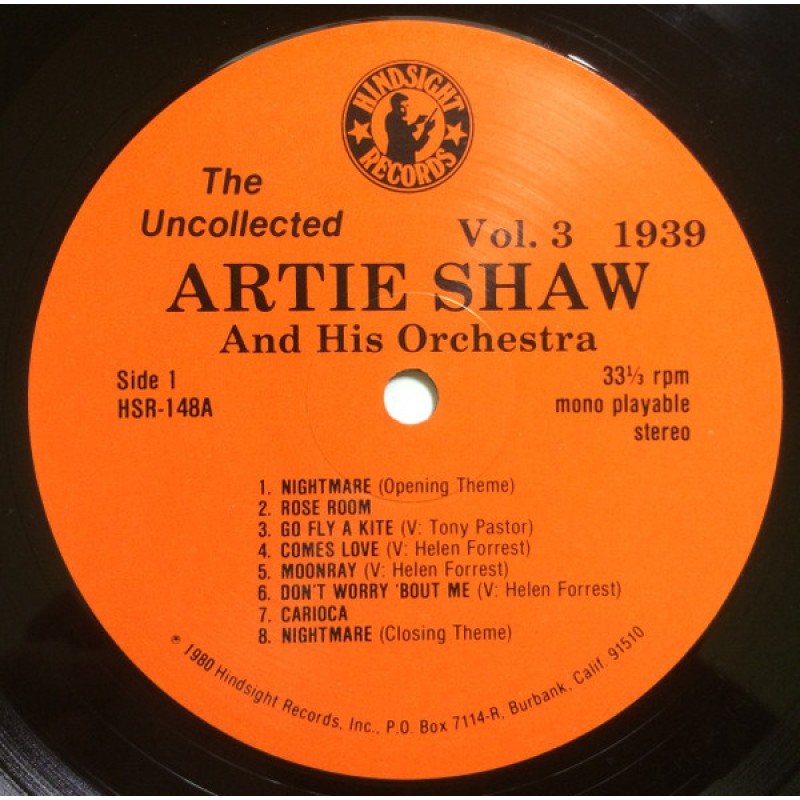 HINDSIGHT
RECORDS
The
Uncollected
Vol. 3 1939
ARTIE SHAW
And His Orchestra
Side 1
HSR-148A
33⅓ rpm
mono playable
stereo
1. NIGHTMARE (Opening Theme)
2. ROSE ROOM
3. GO FLY A KITE (V: Tony Pastor)
4. COMES LOVE (V: Helen Forrest)
5. MOONRAY (V: Helen Forrest)
6. DON'T WORRY 'BOUT ME (V: Helen Forrest)
7. CARIOCA
8. NIGHTMARE (Closing Theme)
℗ 1980 Hindsight Records, Inc., P.O. Box 7114-R, Burbank, Calif. 91510